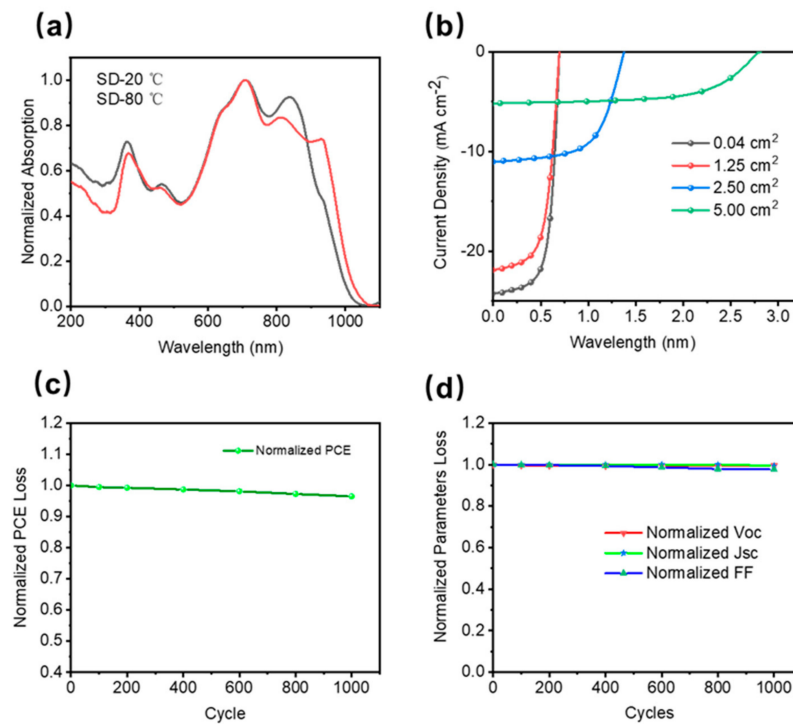 (a)
SD-20 ℃
SD-80 ℃
Normalized Absorption
1.0
0.8
0.6
0.4
0.2
0.0
200 400 600 800 1000
Wavelength (nm)
(b)
Current Density (mA cm-2)
0
-10
-20
0.04 cm2
1.25 cm2
2.50 cm2
5.00 cm2
0.0 0.5 1.0 1.5 2.0 2.5 3.0
Wavelength (nm)
(c)
Normalized PCE Loss
1.2
1.1
1.0
0.9
0.8
0.7
0.6
0.5
0.4
Normalized PCE
0 200 400 600 800 1000
Cycle
(d)
Normalized Parameters Loss
1.2
1.0
0.8
0.6
0.4
0.2
0.0
Normalized Voc
Normalized Jsc
Normalized FF
0 200 400 600 800 1000
Cycles